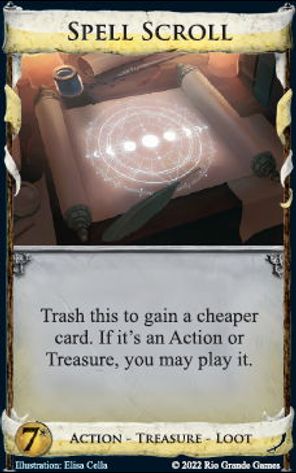 SPELL SCROLL
Trash this to gain a cheaper
card. If it's an Action or
Treasure, you may play it.
7*
ACTION - TREASURE - LOOT
Illustration: Elisa Cella
© 2022 Rio Grande Games